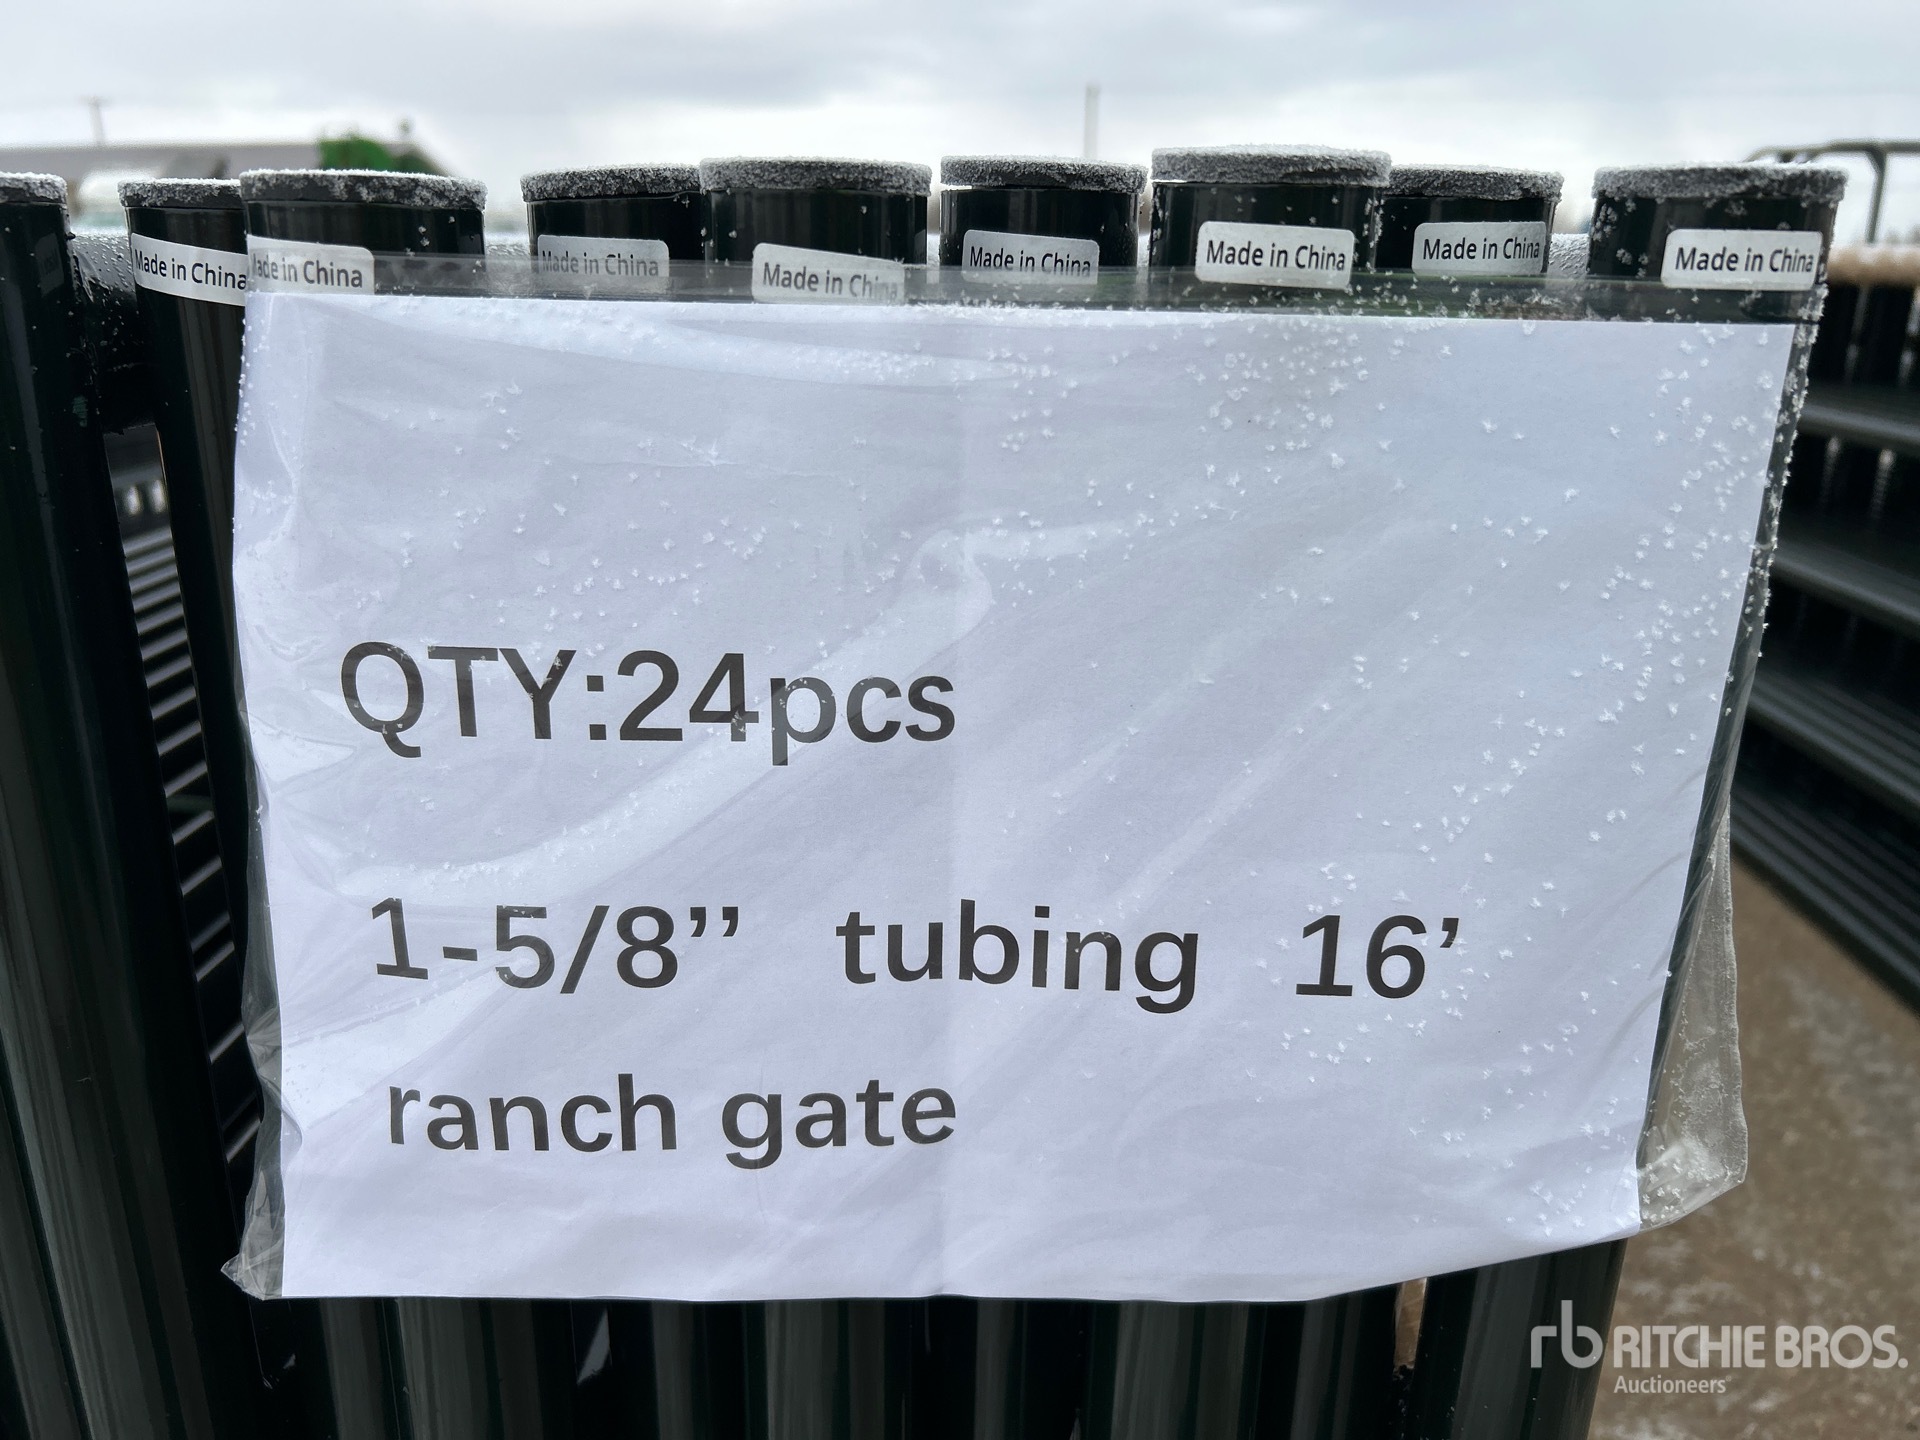 Made in China
Made in China
Made in China
Made in China
Made in China
Made in China
Made in China
Made in China
QTY:24pcs
1-5/8’’ tubing 16’
ranch gate
rb RITCHIE BROS.
Auctioneers